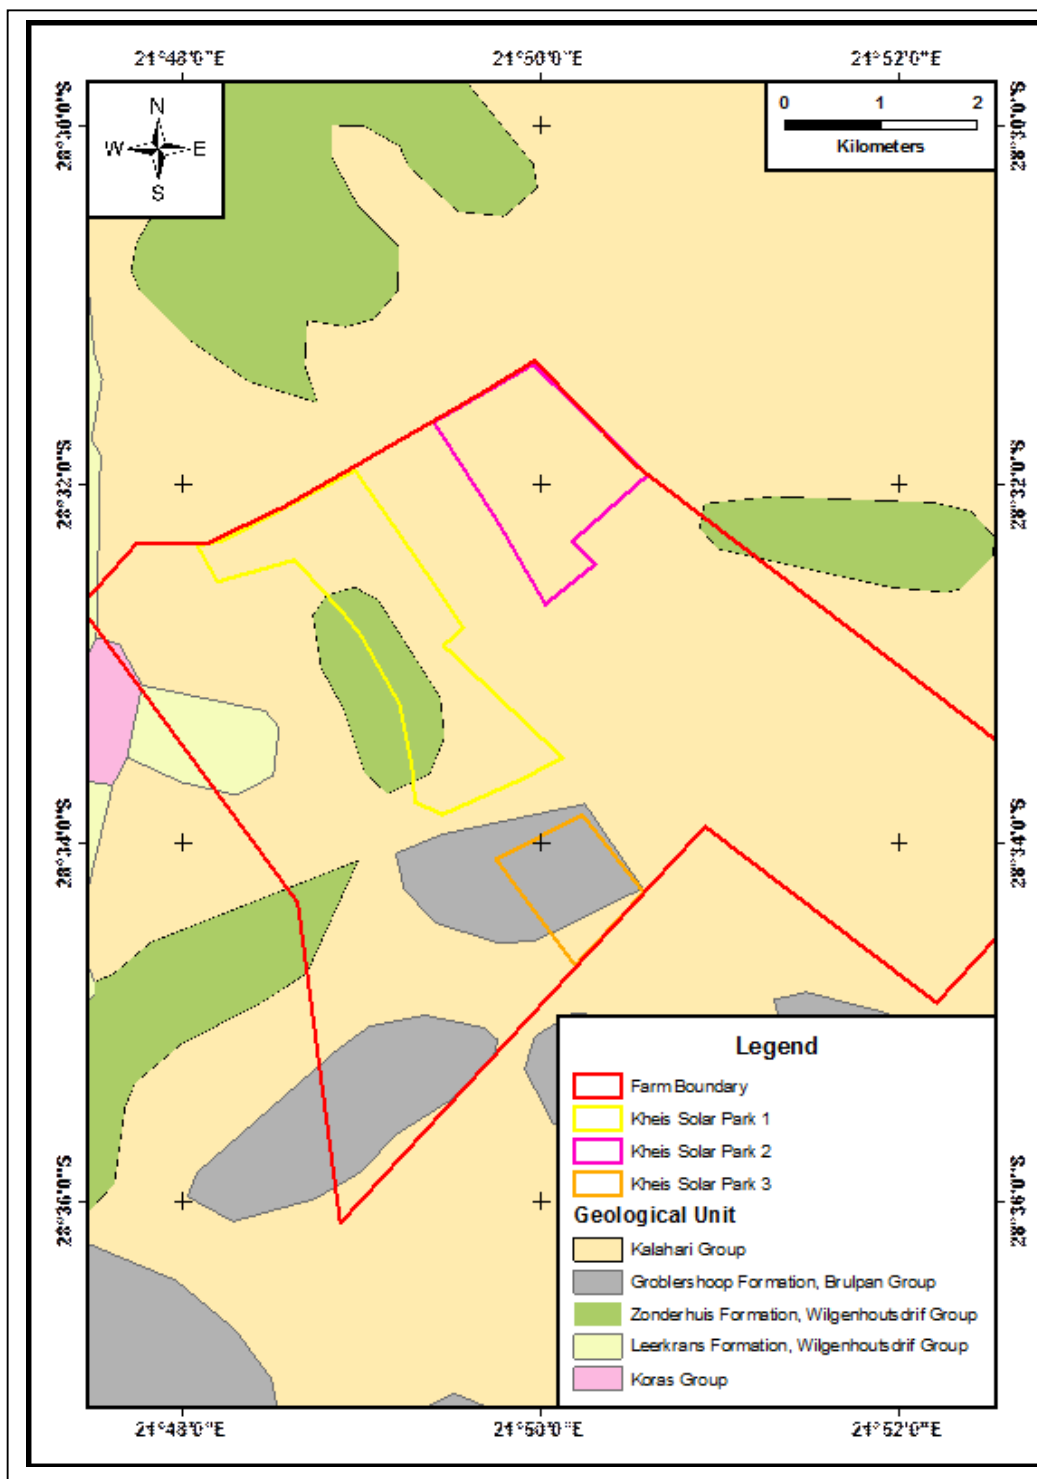 21°48'0"E 21°50'0"E 21°52'0"E
N
W E
S
0 1 2
Kilometers
28°30'0"S 28°30'0"S
28°32'0"S 28°32'0"S
28°34'0"S 28°34'0"S
28°36'0"S 28°36'0"S
Legend
Farm Boundary
Kheis Solar Park 1
Kheis Solar Park 2
Kheis Solar Park 3
Geological Unit
Kalahari Group
Groblershoop Formation, Brulpan Group
Zonderhuis Formation, Wilgenhoutsdrif Group
Leerkrans Formation, Wilgenhoutsdrif Group
Koras Group
21°48'0"E 21°50'0"E 21°52'0"E